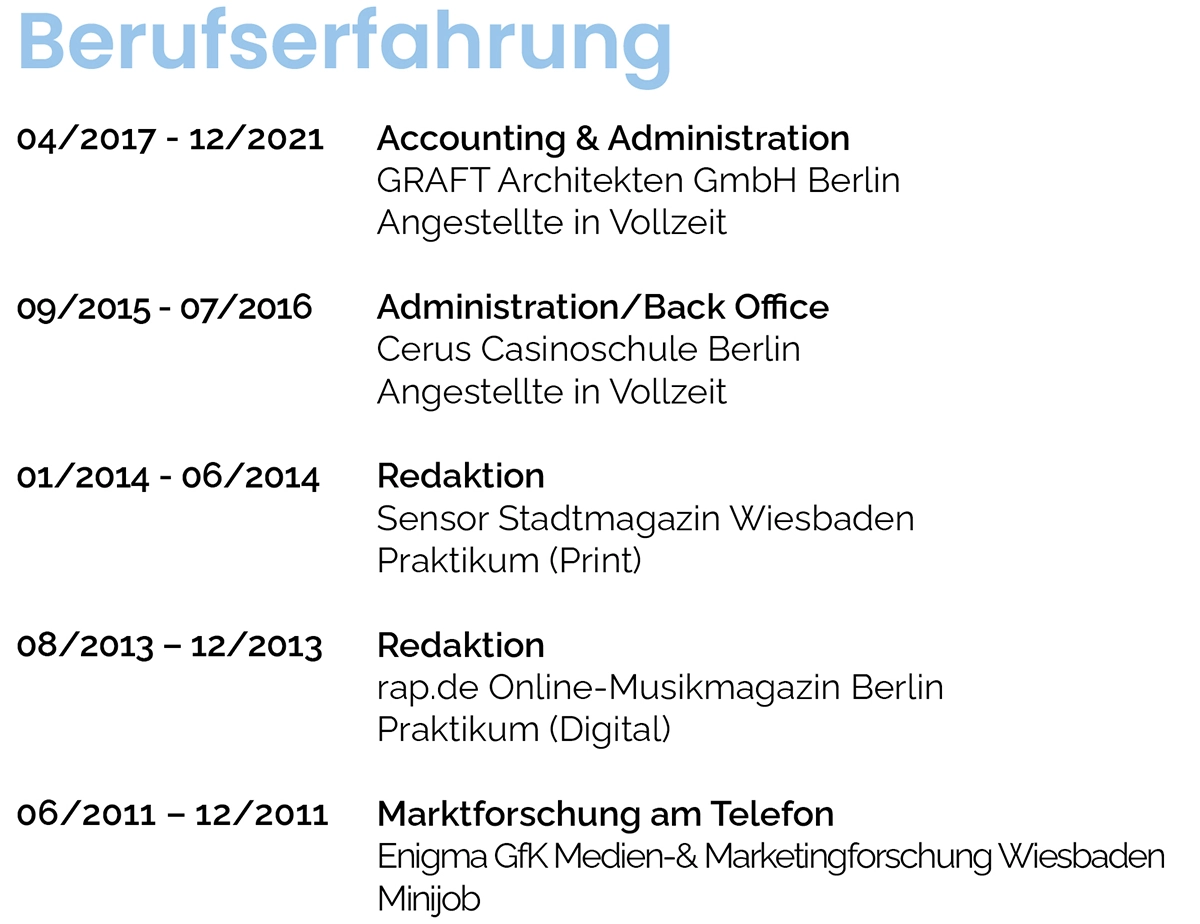 Berufserfahrung
04/2017 - 12/2021 Accounting & Administration
GRAFT Architekten GmbH Berlin
Angestellte in Vollzeit
09/2015 - 07/2016 Administration/Back Office
Cerus Casinoschule Berlin
Angestellte in Vollzeit
01/2014 - 06/2014 Redaktion
Sensor Stadtmagazin Wiesbaden
Praktikum (Print)
08/2013 – 12/2013 Redaktion
rap.de Online-Musikmagazin Berlin
Praktikum (Digital)
06/2011 – 12/2011 Marktforschung am Telefon
Enigma GfK Medien-& Marketingforschung Wiesbaden
Minijob